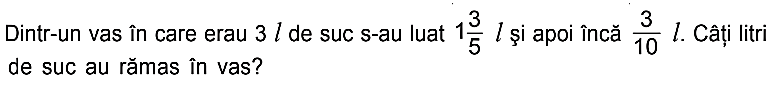 Dintr-un vas în care erau 3 l de suc s-au luat 1 3/5 l şi apoi încă 3/10 l. Câţi litri
de suc au rămas în vas?